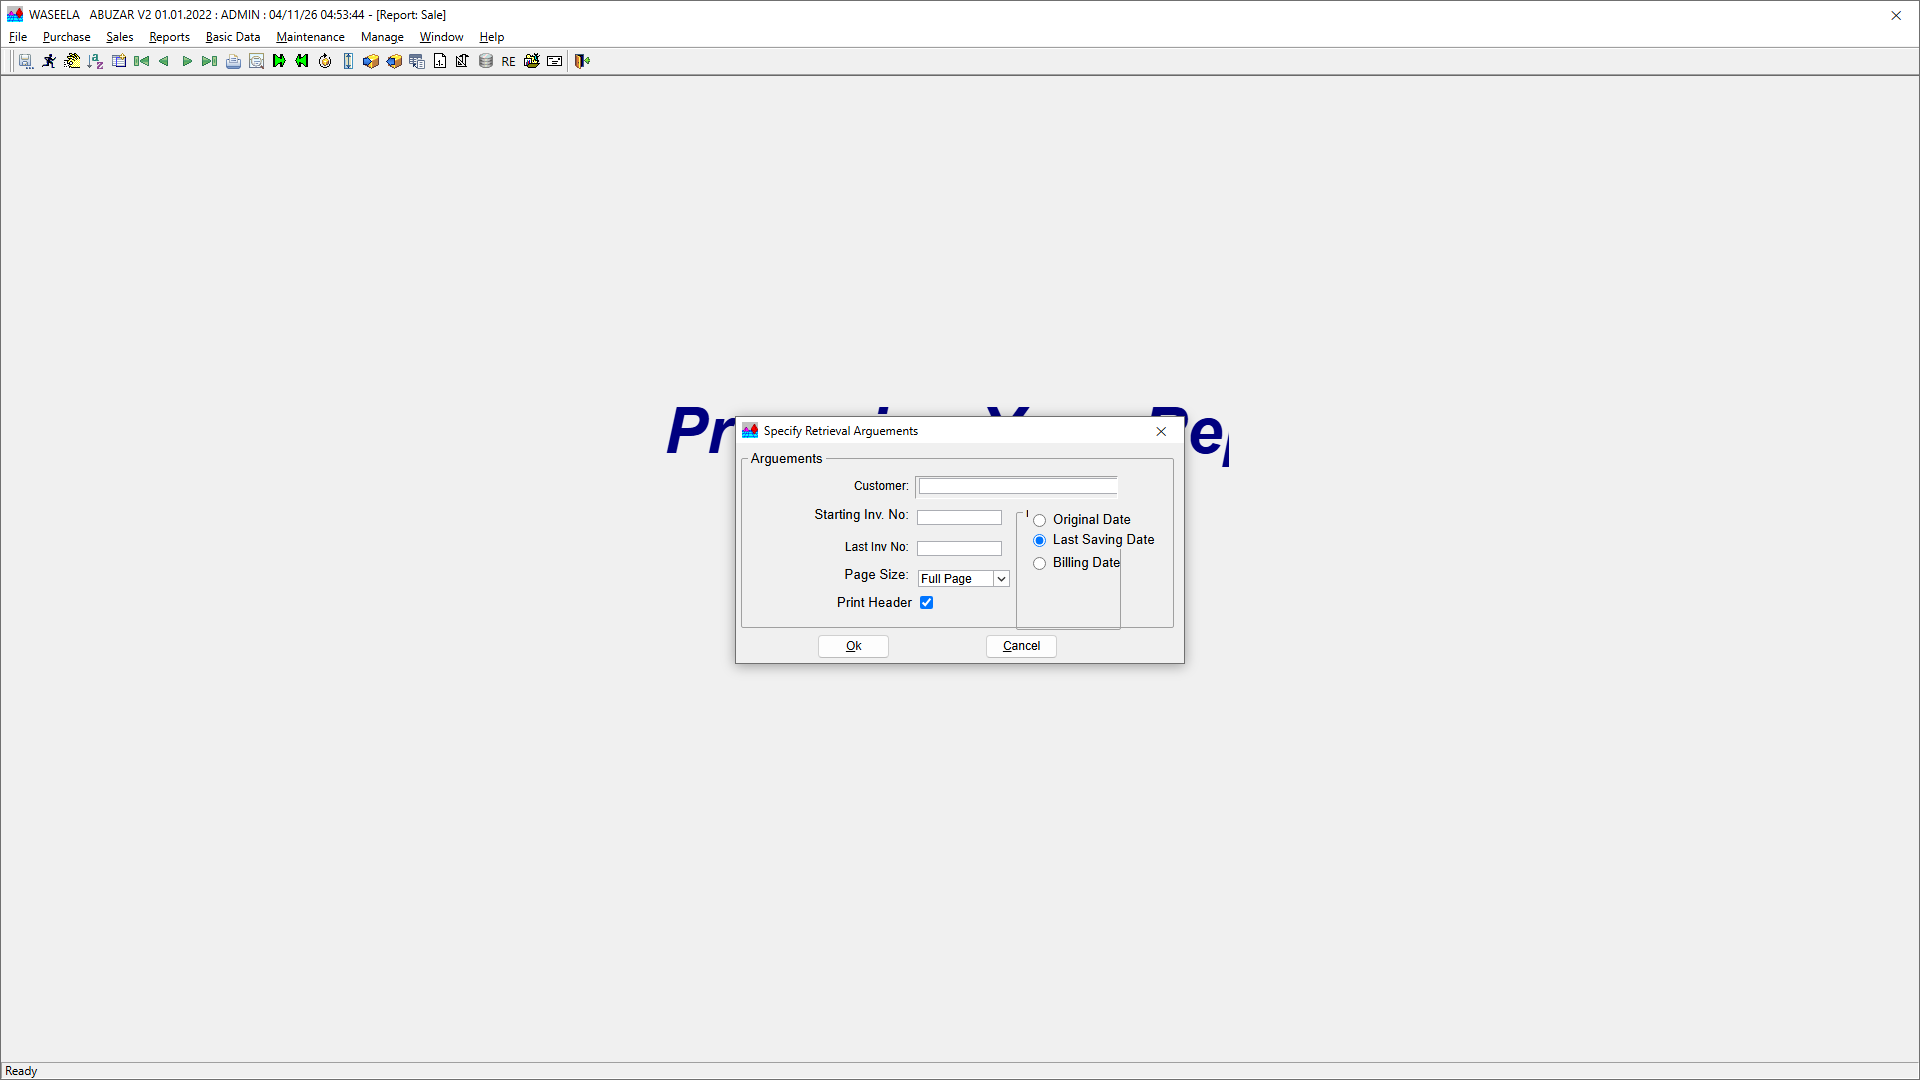 WASEELA ABUZAR V2 01.01.2022 : ADMIN : 04/11/26 04:53:44 - [Report: Sale]
File Purchase Sales Reports Basic Data Maintenance Manage Window Help
RE
Specify Retrieval Arguements
Arguements
Customer:
Starting Inv. No:
Original Date
Last Saving Date
Last Inv No:
Billing Date
Page Size: Full Page
Print Header
Ok Cancel
Ready